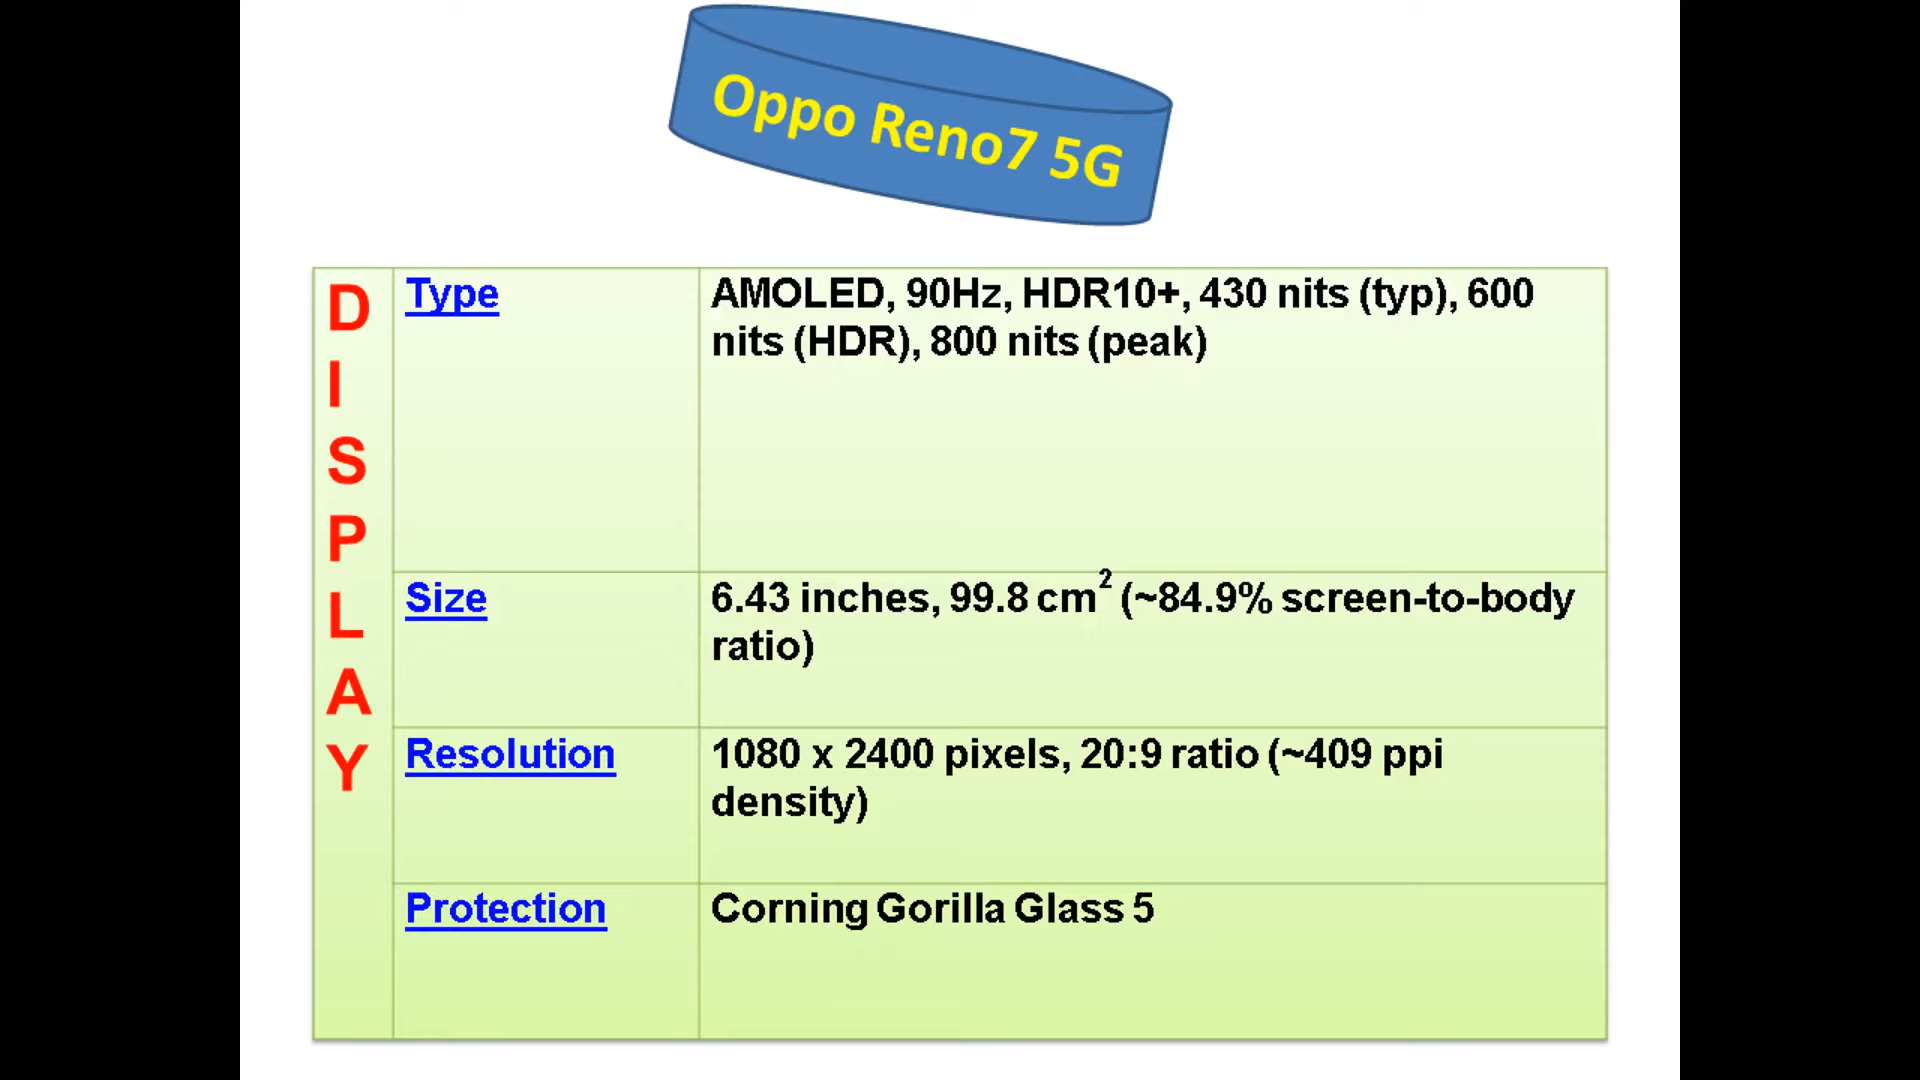 Oppo Reno7 5G
DISPLAY
Type
AMOLED, 90Hz, HDR10+, 430 nits (typ), 600
nits (HDR), 800 nits (peak)
Size
6.43 inches, 99.8 cm² (~84.9% screen-to-body
ratio)
Resolution
1080 x 2400 pixels, 20:9 ratio (~409 ppi
density)
Protection
Corning Gorilla Glass 5